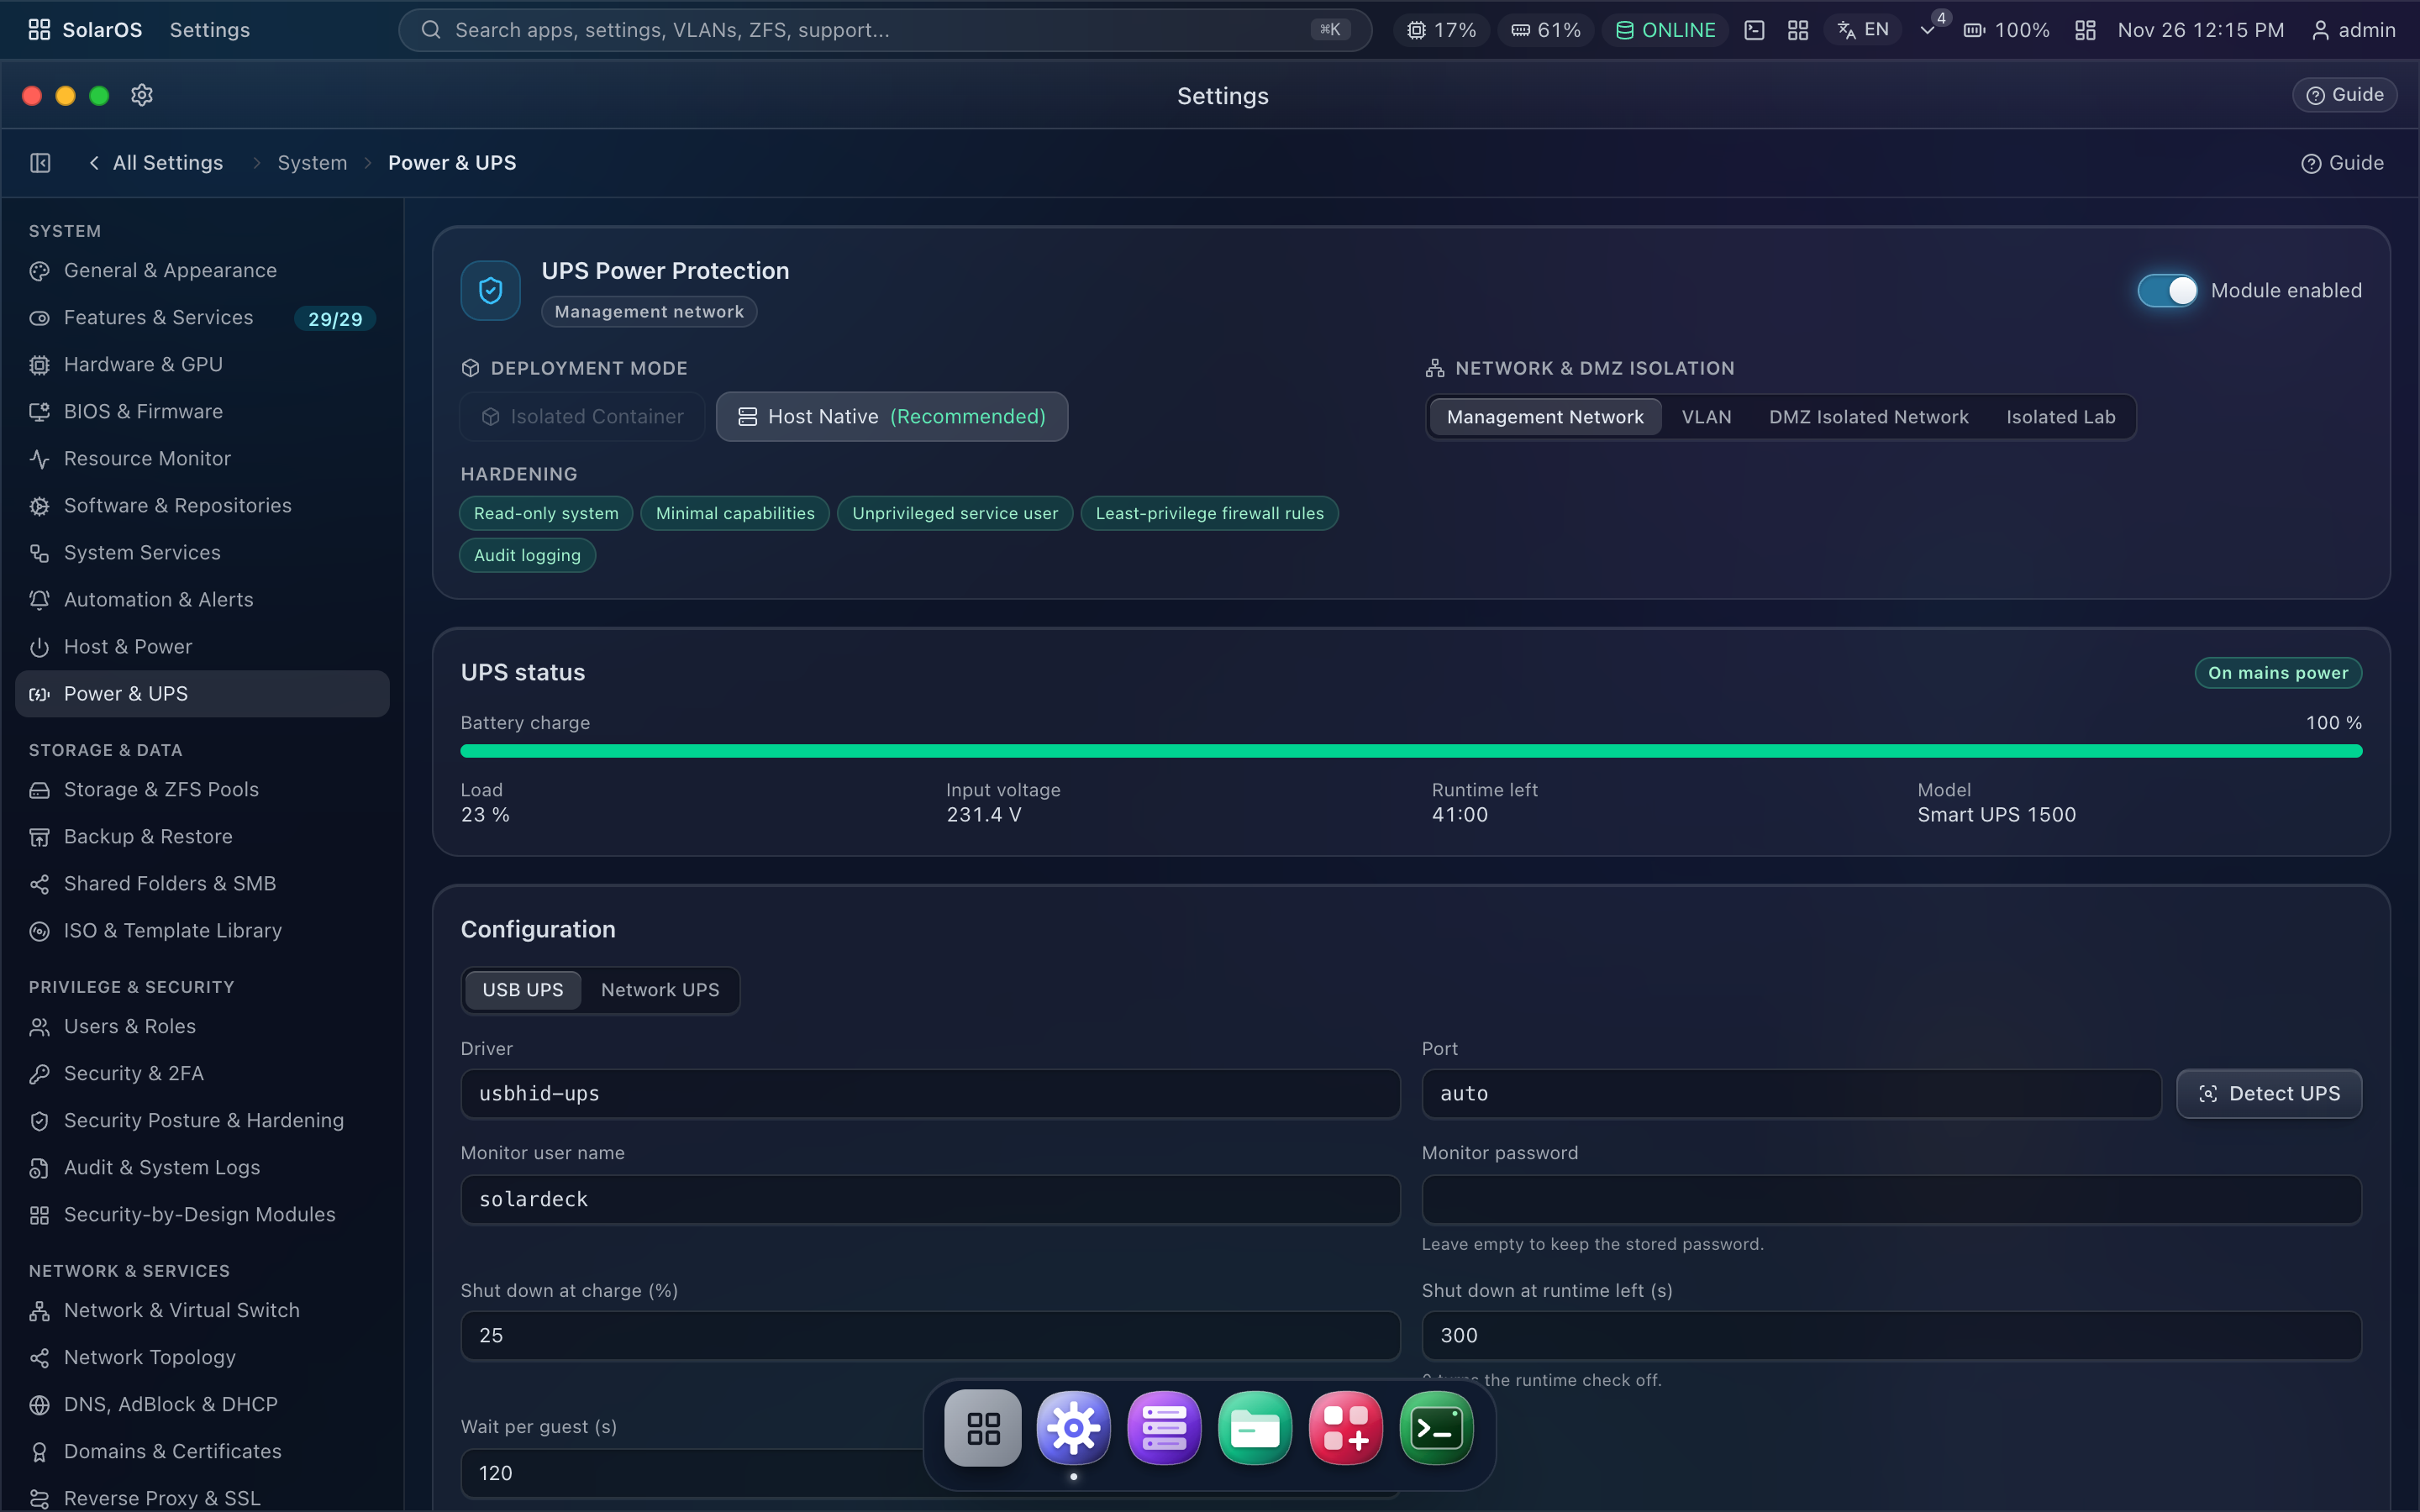 SolarOS Settings Search apps, settings, VLANs, ZFS, support... ⌘K 17% 61% ONLINE EN 4 100% Nov 26 12:15 PM admin
Settings Guide
All Settings System Power & UPS Guide
SYSTEM
General & Appearance
Features & Services 29/29
Hardware & GPU
BIOS & Firmware
Resource Monitor
Software & Repositories
System Services
Automation & Alerts
Host & Power
Power & UPS
STORAGE & DATA
Storage & ZFS Pools
Backup & Restore
Shared Folders & SMB
ISO & Template Library
PRIVILEGE & SECURITY
Users & Roles
Security & 2FA
Security Posture & Hardening
Audit & System Logs
Security-by-Design Modules
NETWORK & SERVICES
Network & Virtual Switch
Network Topology
DNS, AdBlock & DHCP
Domains & Certificates
Reverse Proxy & SSL
UPS Power Protection
Management network
Module enabled
DEPLOYMENT MODE
Isolated Container Host Native (Recommended)
NETWORK & DMZ ISOLATION
Management Network VLAN DMZ Isolated Network Isolated Lab
HARDENING
Read-only system Minimal capabilities Unprivileged service user Least-privilege firewall rules
Audit logging
UPS status On mains power
Battery charge 100 %
Load Input voltage Runtime left Model
23 % 231.4 V 41:00 Smart UPS 1500
Configuration
USB UPS Network UPS
Driver Port
usbhid-ups auto Detect UPS
Monitor user name Monitor password
solardeck
Leave empty to keep the stored password.
Shut down at charge (%) Shut down at runtime left (s)
25 300
the runtime check off.
Wait per guest (s)
120